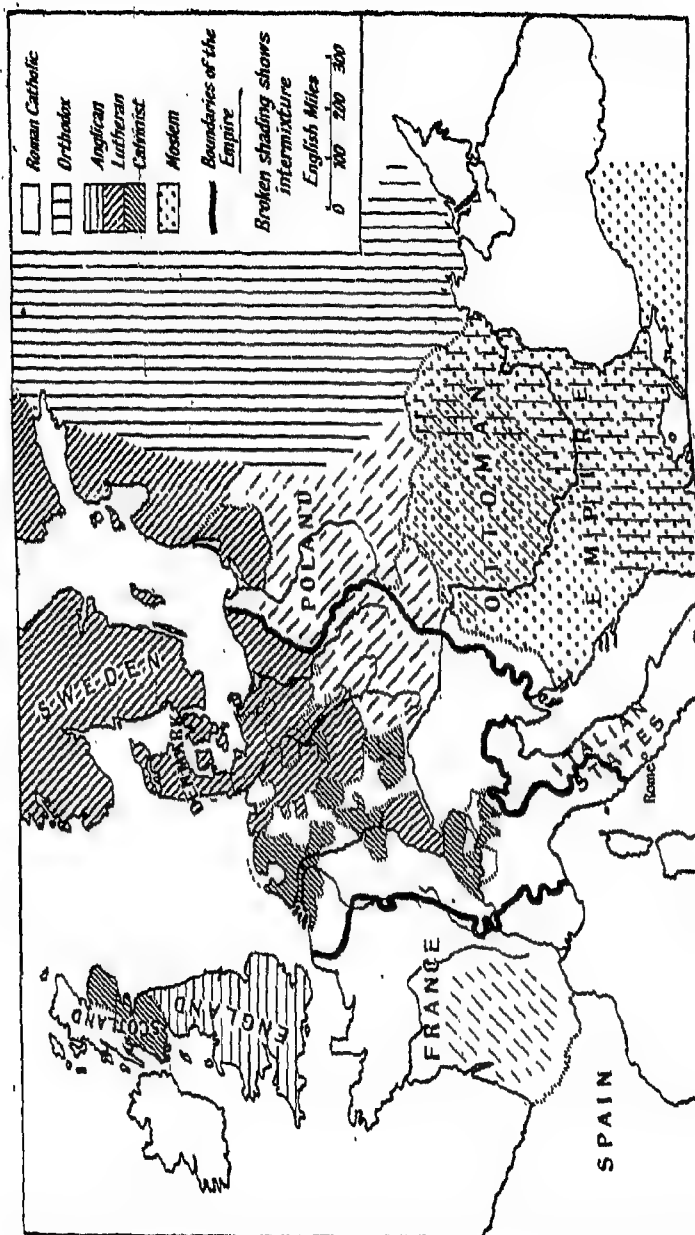 Roman Catholic
Orthodox
Anglican
Lutheran
Calvinist
Moslem
Boundaries of the
Empire
Broken shading shows
intermixture
English Miles
0 100 200 300
SWEDEN
DENMARK
SCOTLAND
ENGLAND
POLAND
OTTOMAN
EMPIRE
FRANCE
ITALIAN
STATES
Rome
SPAIN